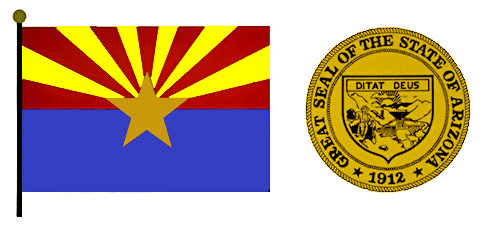 GREAT SEAL OF THE STATE OF ARIZONA
DITAT DEUS
1912